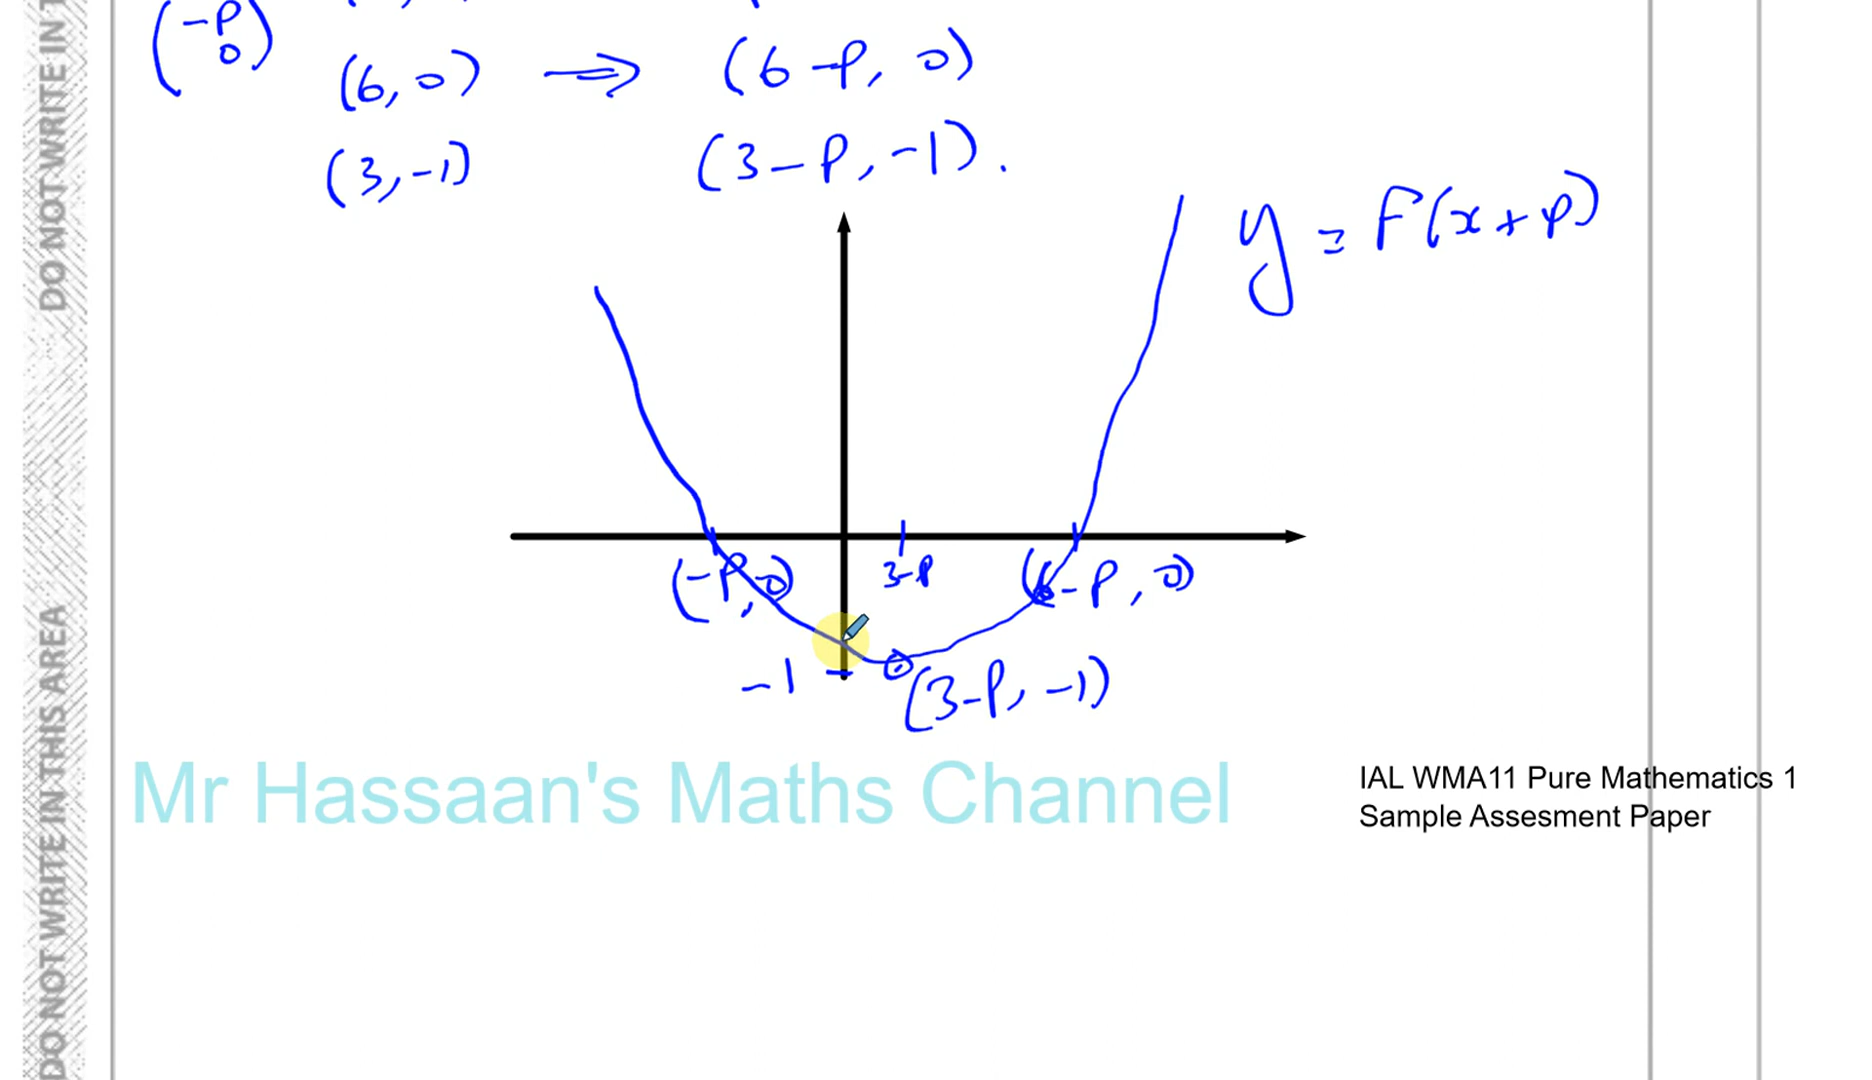 (-P
0)
(6, 0) ⇒ (6-P, 0)
(3, -1) (3-P, -1).
y = F(x+p)
(-P, 0) 3-P (6-P, 0)
-1 (3-P, -1)
Mr Hassaan's Maths Channel
IAL WMA11 Pure Mathematics 1
Sample Assesment Paper
DO NOT WRITE IN THIS AREA
DO NOT WRITE IN T